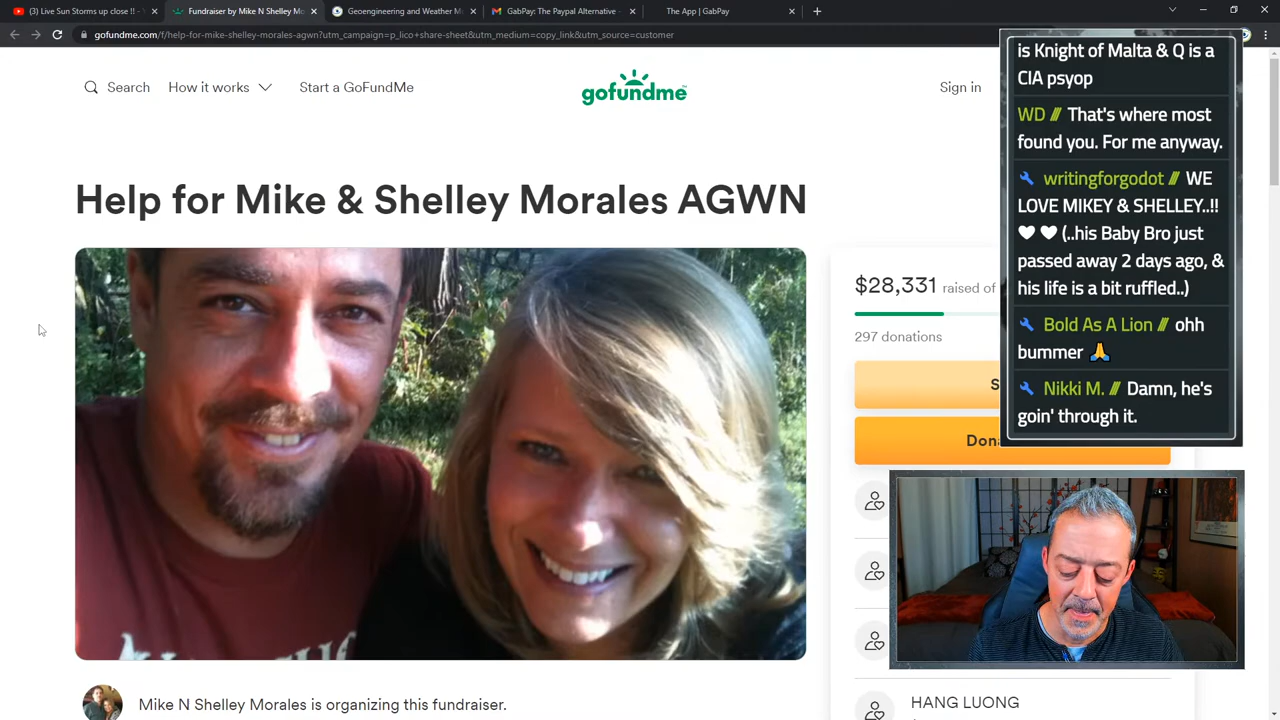 (3) Live Sun Storms up close !! -
Fundraiser by Mike N Shelley Mo
Geoengineering and Weather M
GabPay: The Paypal Alternative -
The App | GabPay
gofundme.com/f/help-for-mike-shelley-morales-agwn?utm_campaign=p_lico+share-sheet&utm_medium=copy_link&utm_source=customer
Search
How it works
Start a GoFundMe
gofundme
Sign in
Help for Mike & Shelley Morales AGWN
$28,331 raised of
297 donations
Dona
HANG LUONG
Mike N Shelley Morales is organizing this fundraiser.
is Knight of Malta & Q is a
CIA psyop
WD /// That's where most
found you. For me anyway.
writingforgodot /// WE
LOVE MIKEY & SHELLEY..!!
♥ ♥ (..his Baby Bro just
passed away 2 days ago, &
his life is a bit ruffled..)
Bold As A Lion /// ohh
bummer 🙏
Nikki M. /// Damn, he's
goin' through it.